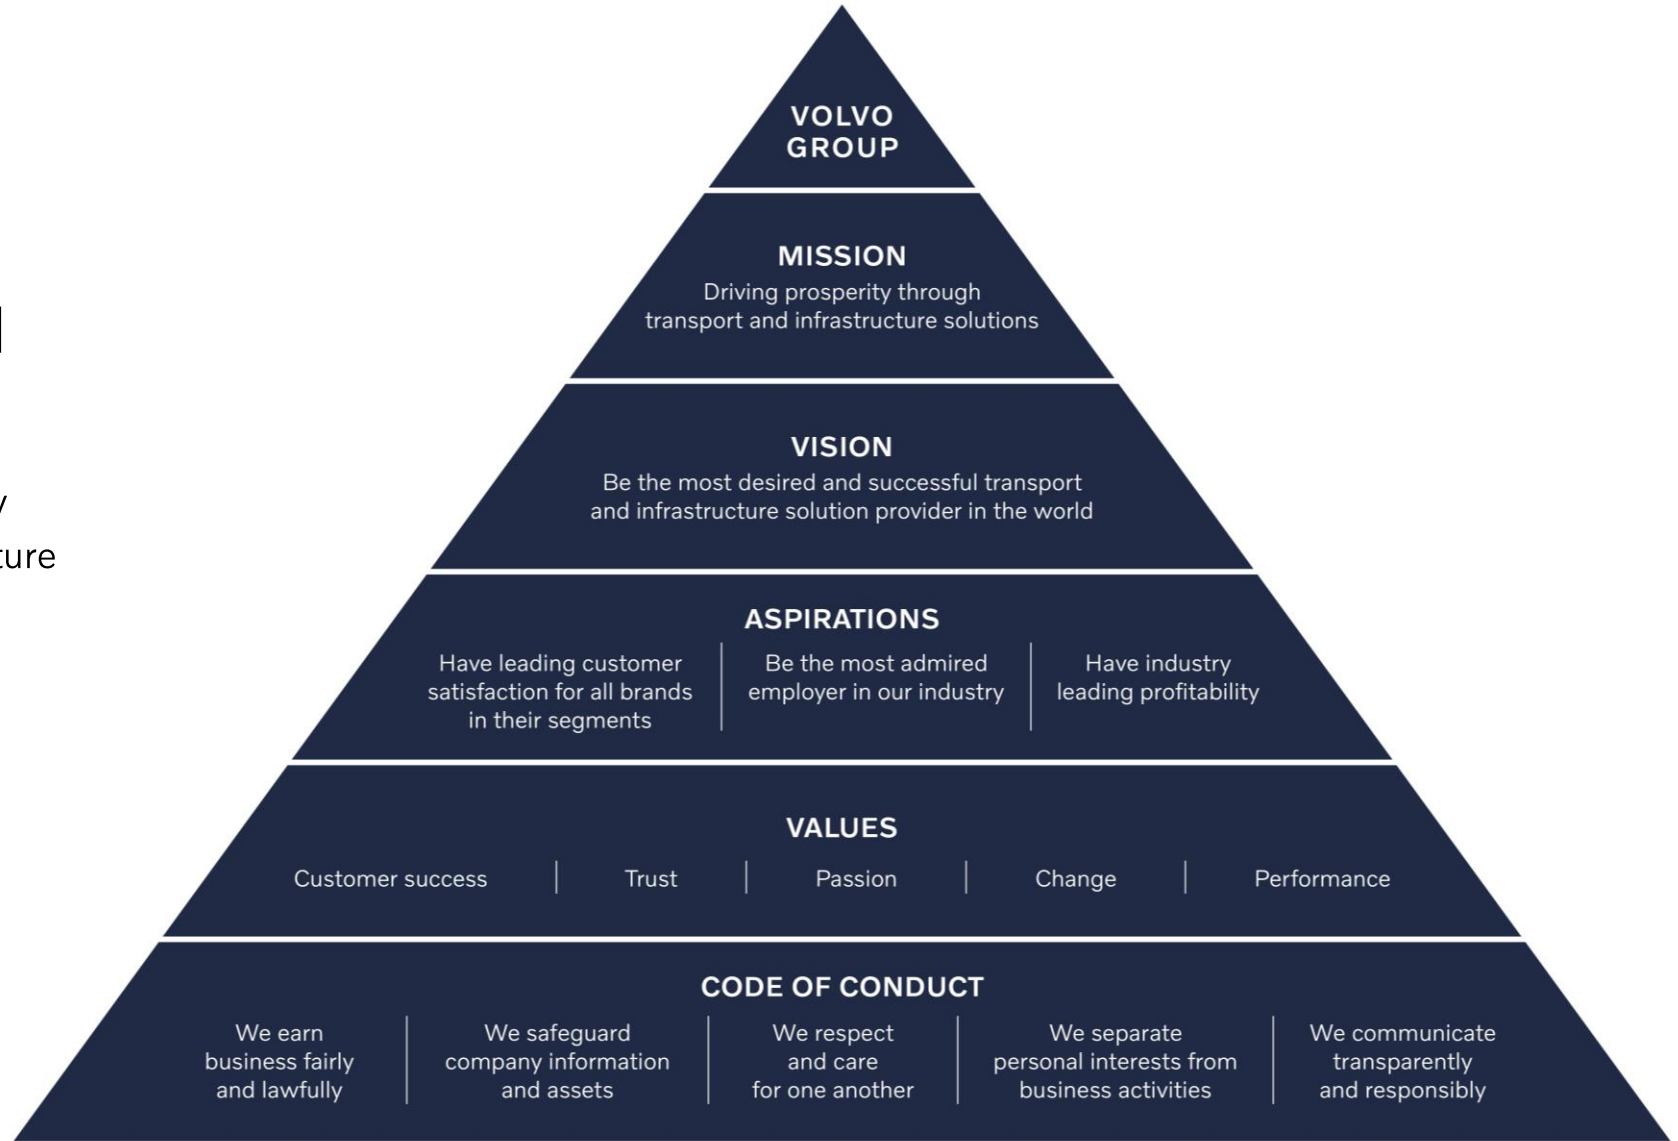 ture
VOLVO
GROUP
MISSION
Driving prosperity through
transport and infrastructure solutions
VISION
Be the most desired and successful transport
and infrastructure solution provider in the world
ASPIRATIONS
Have leading customer
satisfaction for all brands
in their segments
Be the most admired
employer in our industry
Have industry
leading profitability
VALUES
Customer success
Trust
Passion
Change
Performance
CODE OF CONDUCT
We earn
business fairly
and lawfully
We safeguard
company information
and assets
We respect
and care
for one another
We separate
personal interests from
business activities
We communicate
transparently
and responsibly